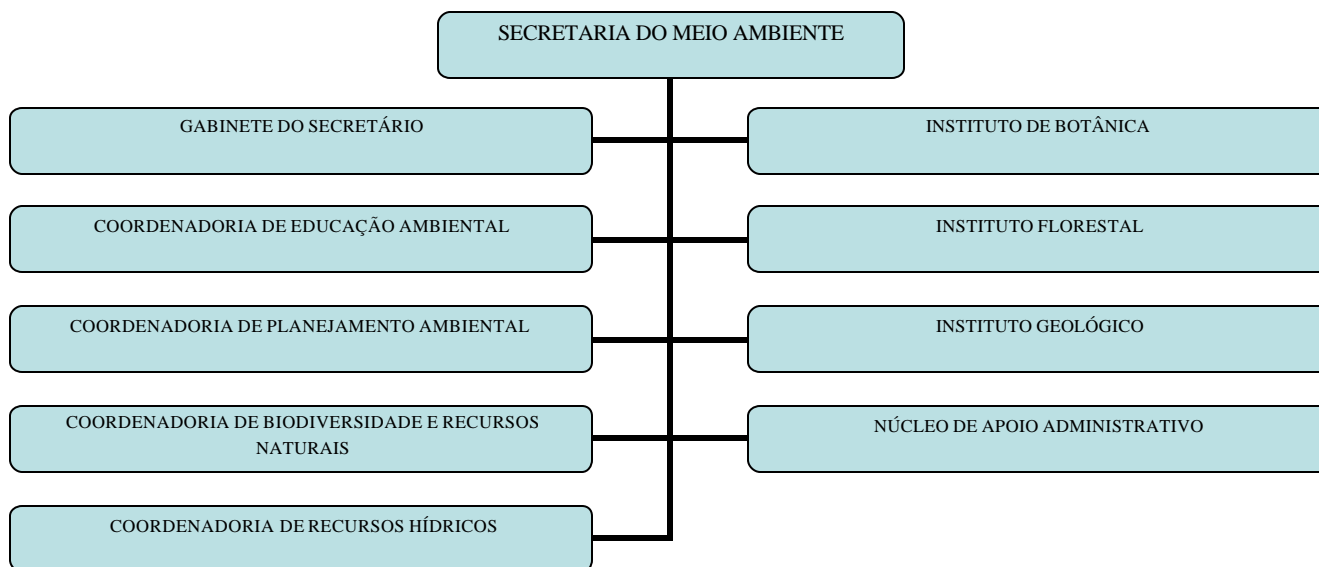 SECRETARIA DO MEIO AMBIENTE
GABINETE DO SECRETÁRIO
INSTITUTO DE BOTÂNICA
COORDENADORIA DE EDUCAÇÃO AMBIENTAL
INSTITUTO FLORESTAL
COORDENADORIA DE PLANEJAMENTO AMBIENTAL
INSTITUTO GEOLÓGICO
COORDENADORIA DE BIODIVERSIDADE E RECURSOS
NATURAIS
NÚCLEO DE APOIO ADMINISTRATIVO
COORDENADORIA DE RECURSOS HÍDRICOS